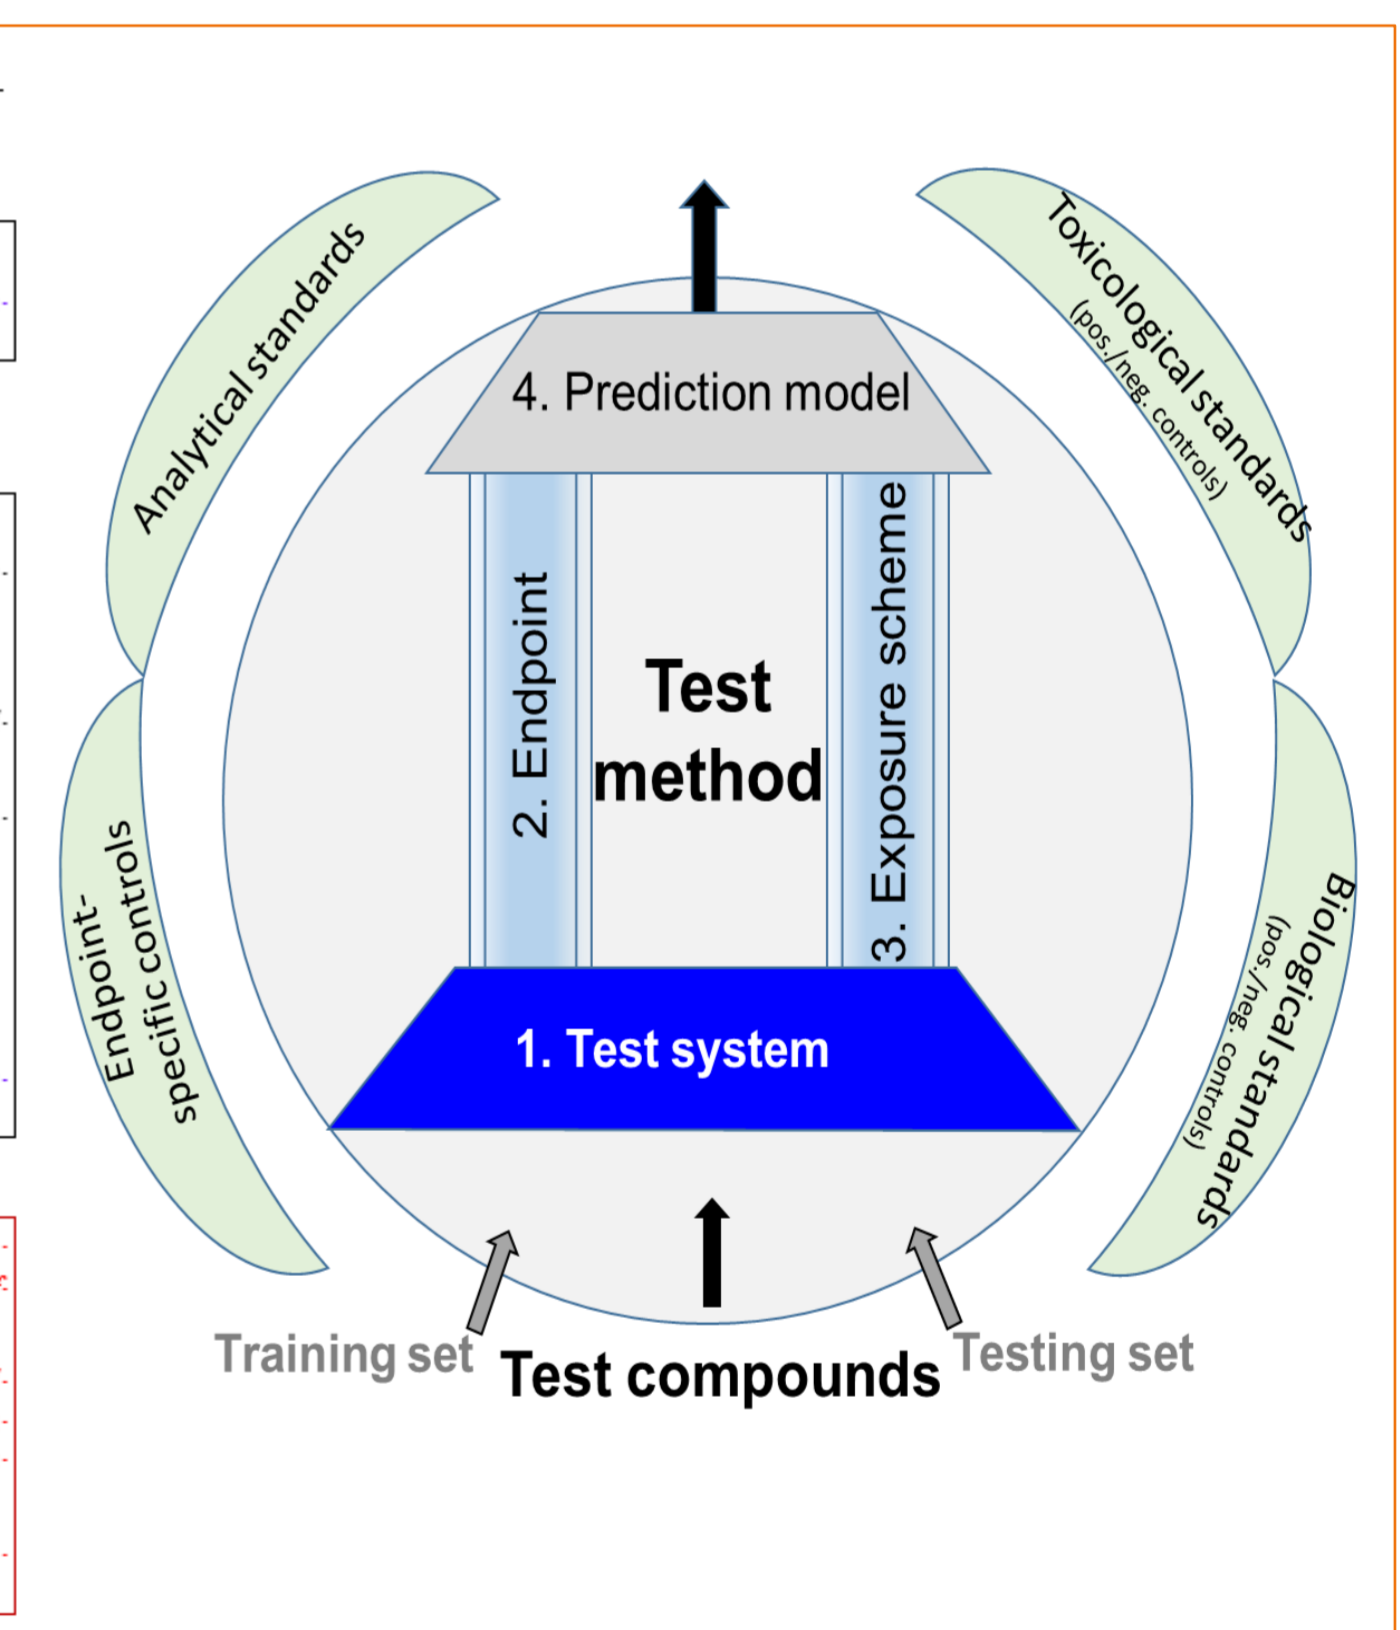 Analytical standards
Toxicological standards
(pos./neg. controls)
4. Prediction model
2. Endpoint
Test
method
3. Exposure scheme
Endpoint-
specific controls
Biological standards
(pos./neg. controls)
1. Test system
Training set
Test compounds
Testing set